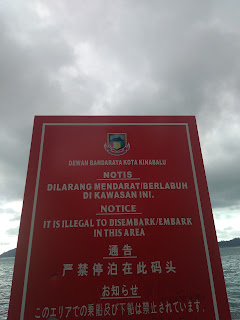 DEWAN BANDARAYA KOTA KINABALU
NOTIS
DILARANG MENDARAT/BERLABUH
DI KAWASAN INI.
NOTICE
IT IS ILLEGAL TO DISEMBARK/EMBARK
IN THIS AREA
通告
严禁停泊在此码头
お知らせ
このエリアでの乗船及び下船は禁止されています。